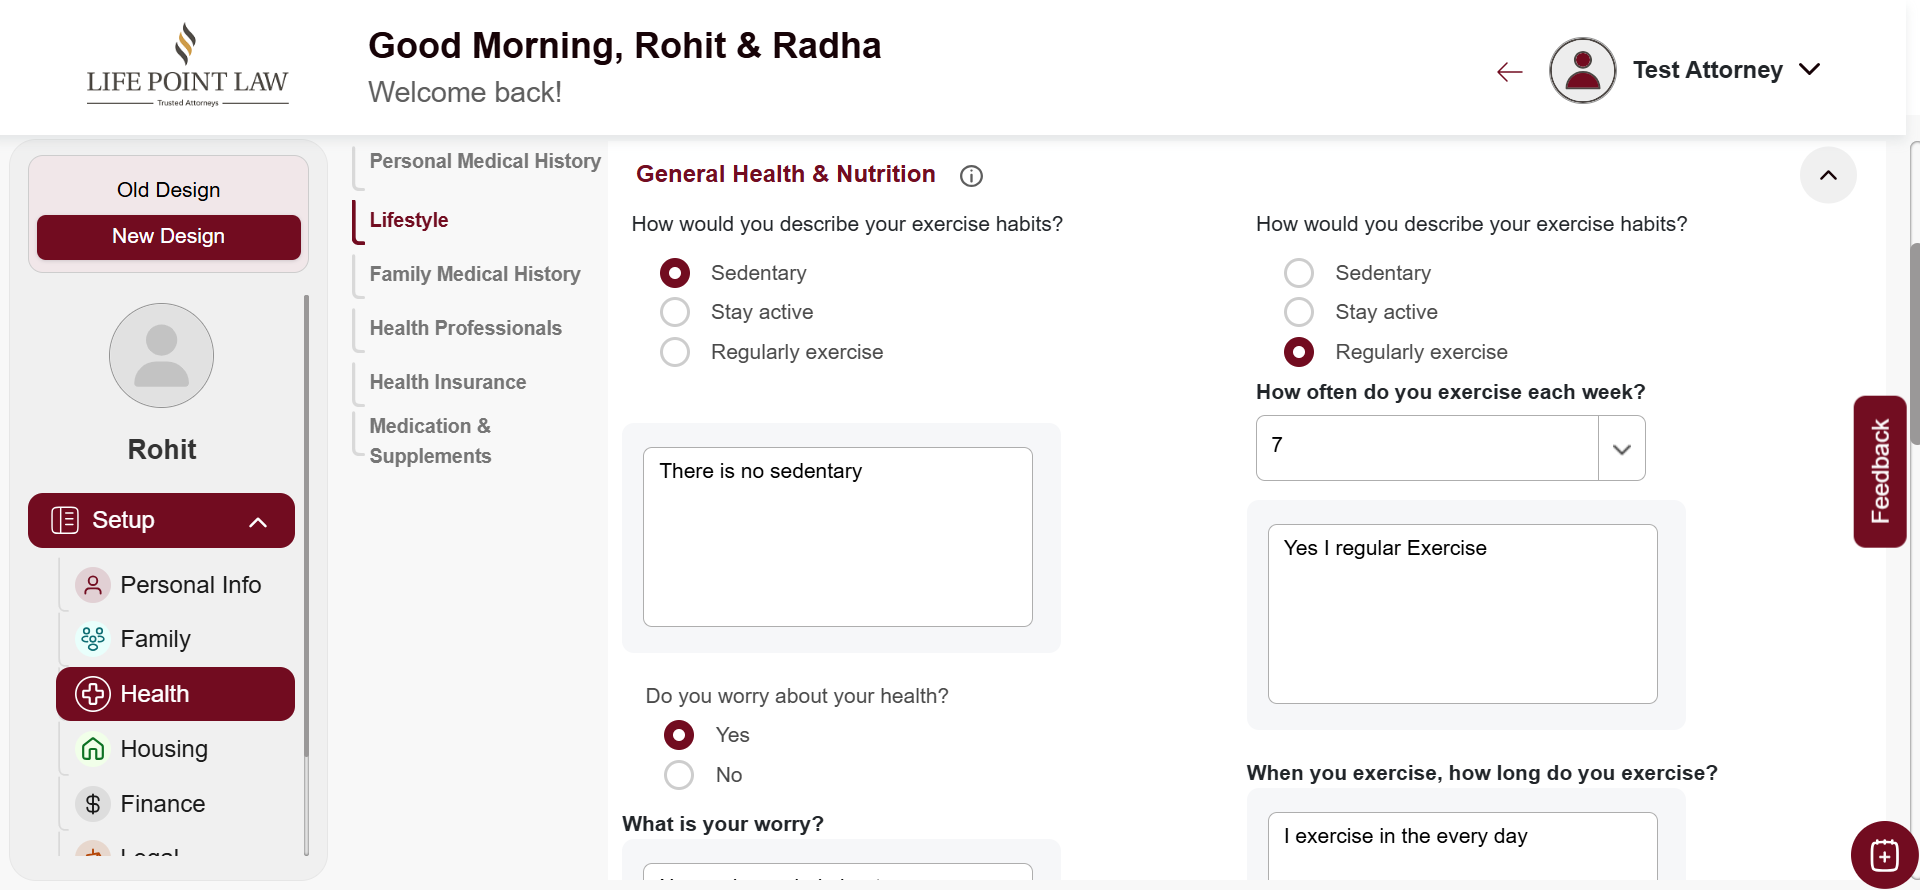 LIFE POINT LAW
Trusted Attorneys
Good Morning, Rohit & Radha
Welcome back!
Test Attorney
Old Design
New Design
Rohit
Setup
Personal Info
Family
Health
Housing
Finance
Personal Medical History
Lifestyle
Family Medical History
Health Professionals
Health Insurance
Medication &
Supplements
General Health & Nutrition
How would you describe your exercise habits?
Sedentary
Stay active
Regularly exercise
There is no sedentary
Do you worry about your health?
Yes
No
What is your worry?
How would you describe your exercise habits?
Sedentary
Stay active
Regularly exercise
How often do you exercise each week?
7
Yes I regular Exercise
When you exercise, how long do you exercise?
I exercise in the every day
Feedback